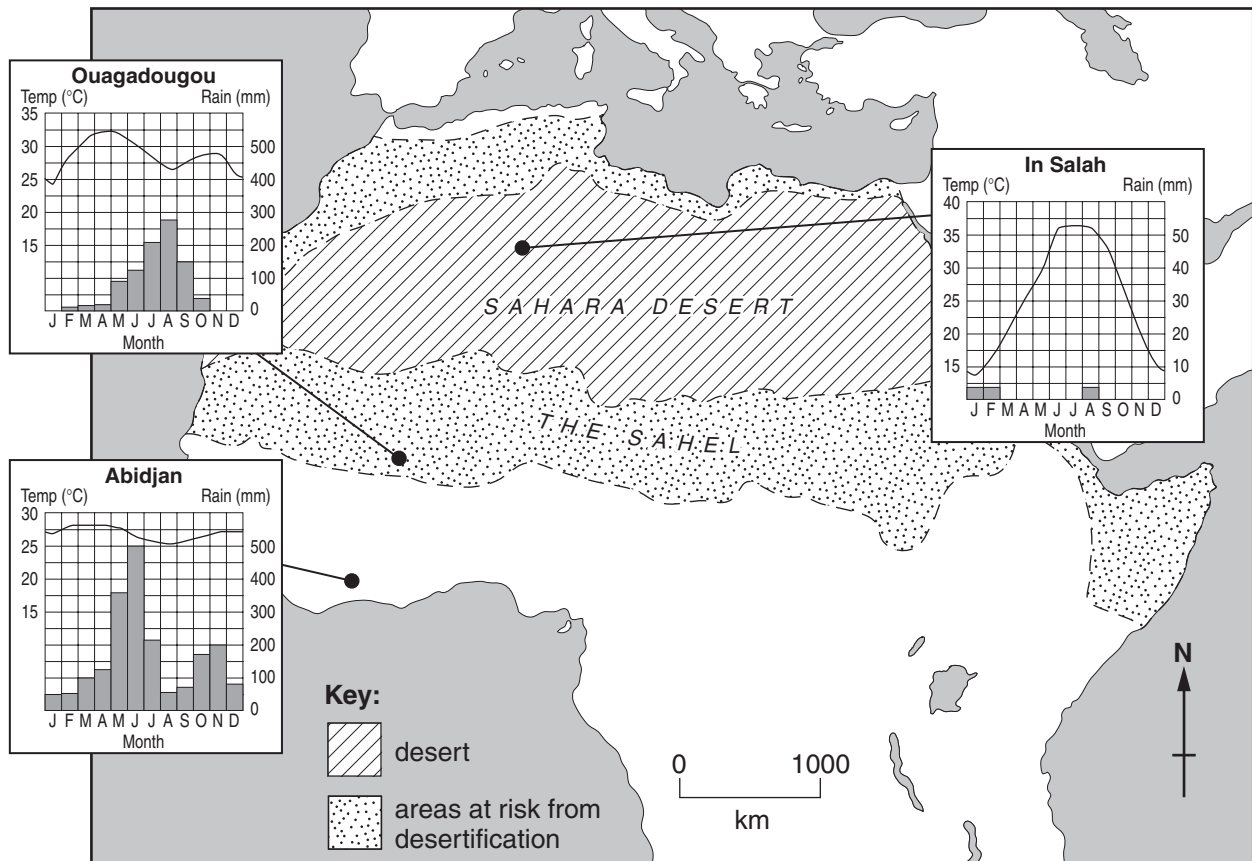 Ouagadougou
Temp (°C) Rain (mm)
35
30 500
25 400
20 300
15 200
100
0
J F M A M J J A S O N D
Month
In Salah
Temp (°C) Rain (mm)
40
35 50
30 40
25 30
20 20
15 10
0
J F M A M J J A S O N D
Month
SAHARA DESERT
THE SAHEL
Abidjan
Temp (°C) Rain (mm)
30
25 500
20 400
15 300
200
100
0
J F M A M J J A S O N D
Month
Key:
desert
areas at risk from
desertification
0 1000
km
N